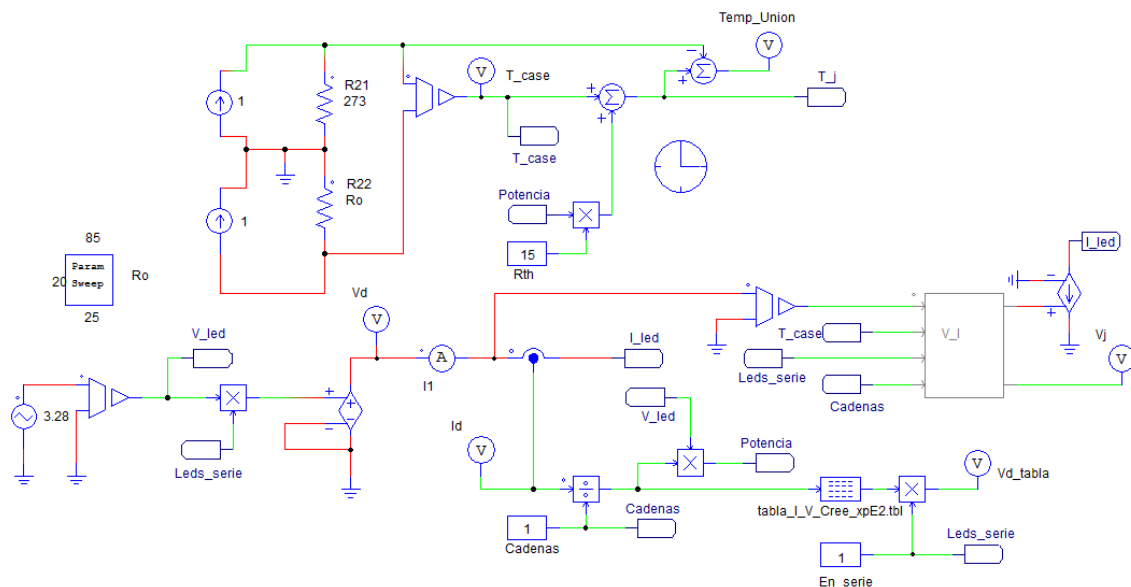 Temp_Union
V
V
T_case
T_j
R21
273
1
T_case
R22
Ro
1
Potencia
15
Rth
85
Param
Sweep
20
Ro
25
Vd
V
V_led
I_led
V_I
T_case
Leds_serie
Cadenas
Vj
V
A
I1
I_led
3.28
Leds_serie
V_led
Id
V
Potencia
V
Vd_tabla
tabla_I_V_Cree_xpE2.tbl
1
Cadenas
Cadenas
1
En_serie
Leds_serie